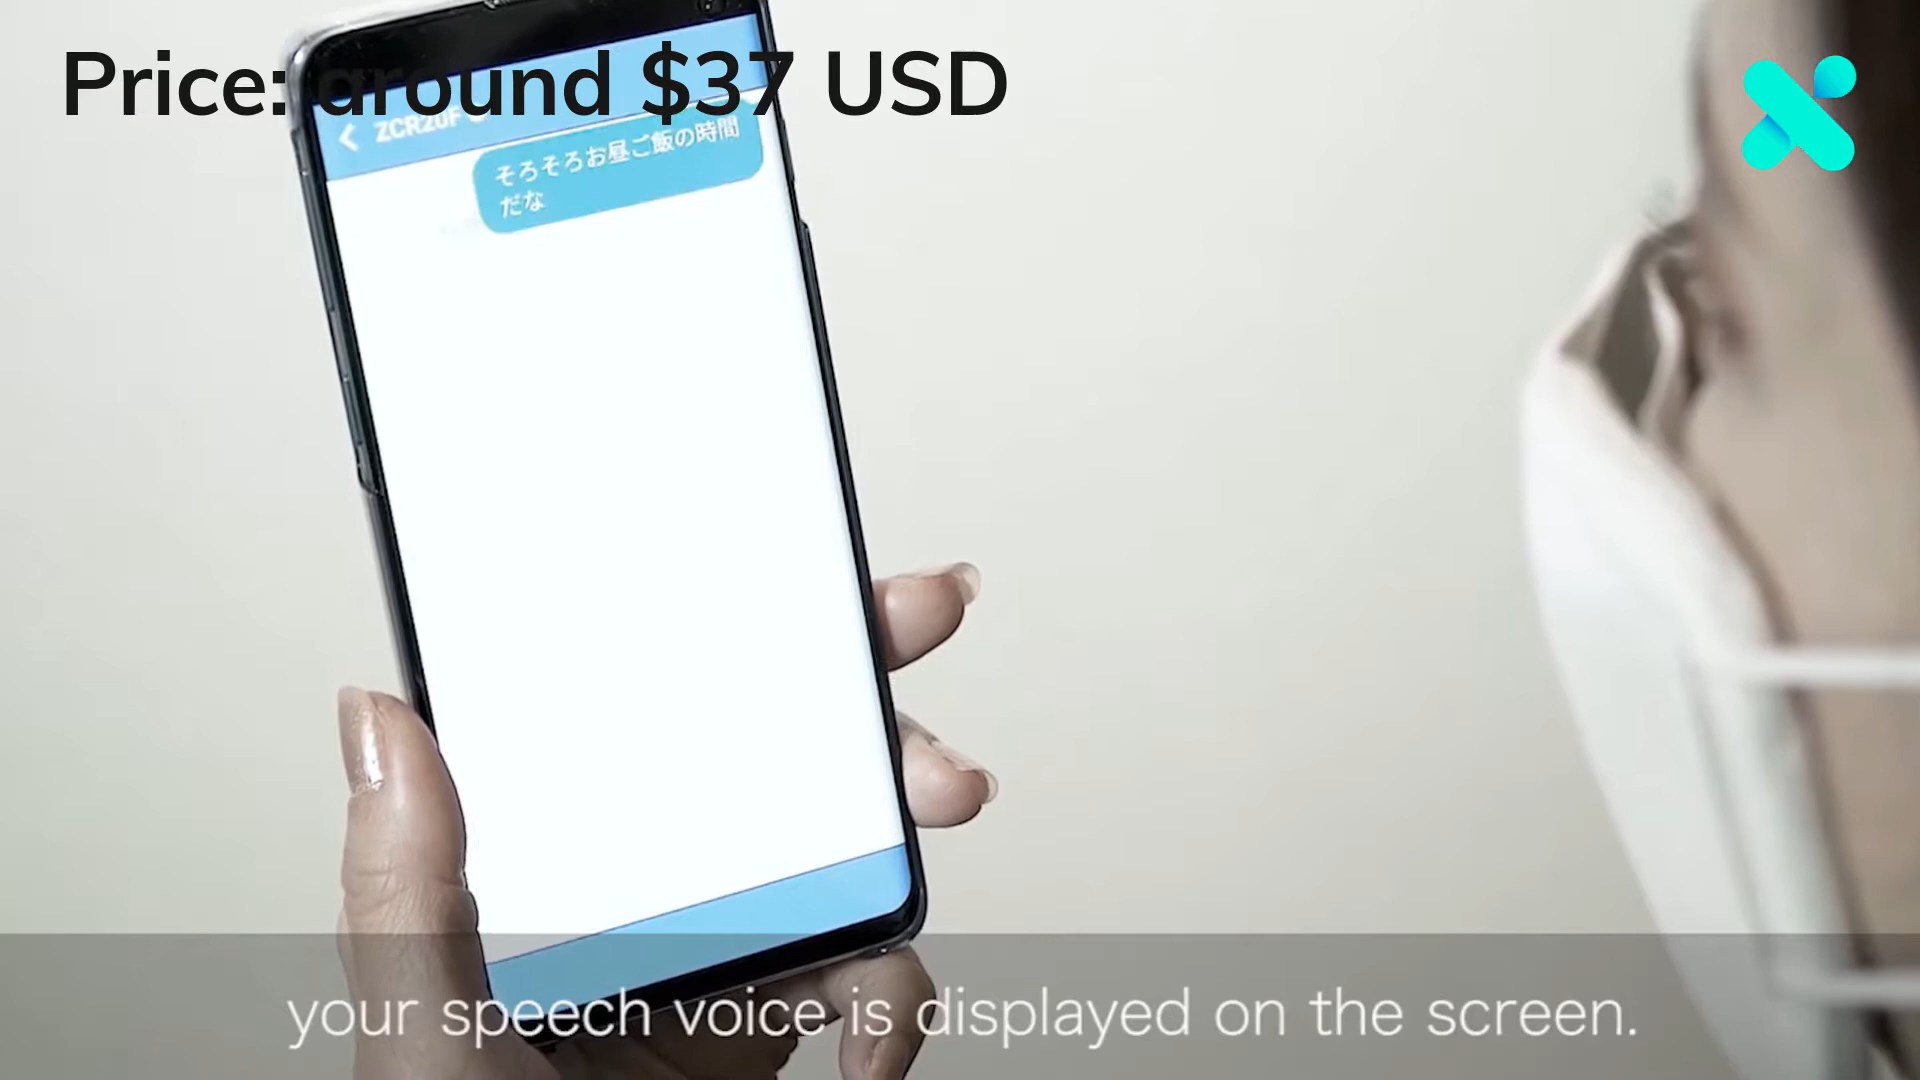 Price: around $37 USD
ZCR20F
そろそろお昼ご飯の時間
だな
your speech voice is displayed on the screen.